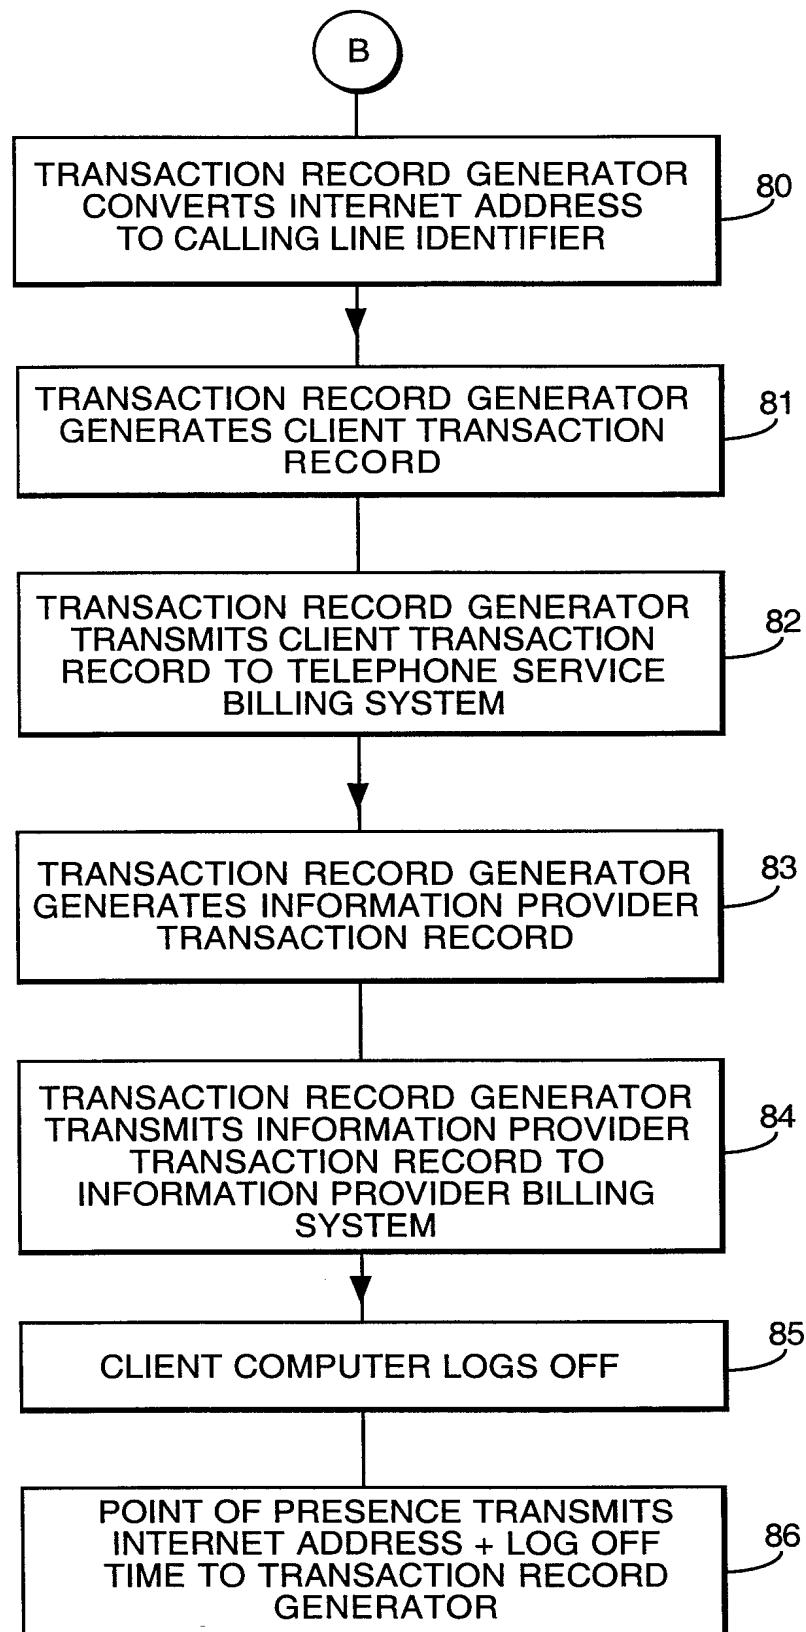 B
TRANSACTION RECORD GENERATOR
CONVERTS INTERNET ADDRESS
TO CALLING LINE IDENTIFIER
80
TRANSACTION RECORD GENERATOR
GENERATES CLIENT TRANSACTION
RECORD
81
TRANSACTION RECORD GENERATOR
TRANSMITS CLIENT TRANSACTION
RECORD TO TELEPHONE SERVICE
BILLING SYSTEM
82
TRANSACTION RECORD GENERATOR
GENERATES INFORMATION PROVIDER
TRANSACTION RECORD
83
TRANSACTION RECORD GENERATOR
TRANSMITS INFORMATION PROVIDER
TRANSACTION RECORD TO
INFORMATION PROVIDER BILLING
SYSTEM
84
CLIENT COMPUTER LOGS OFF
85
POINT OF PRESENCE TRANSMITS
INTERNET ADDRESS + LOG OFF
TIME TO TRANSACTION RECORD
GENERATOR
86